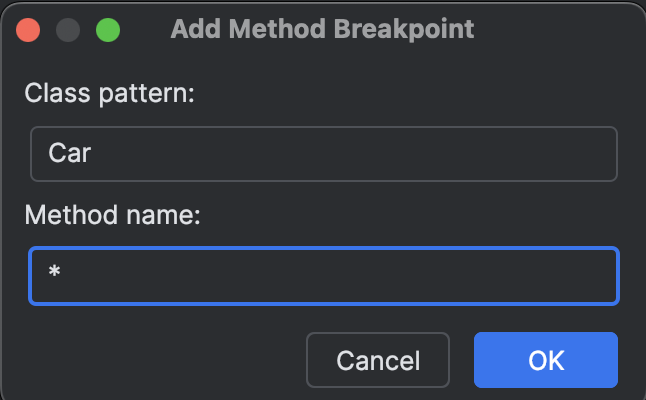 Add Method Breakpoint
Class pattern:
Car
Method name:
*
Cancel OK